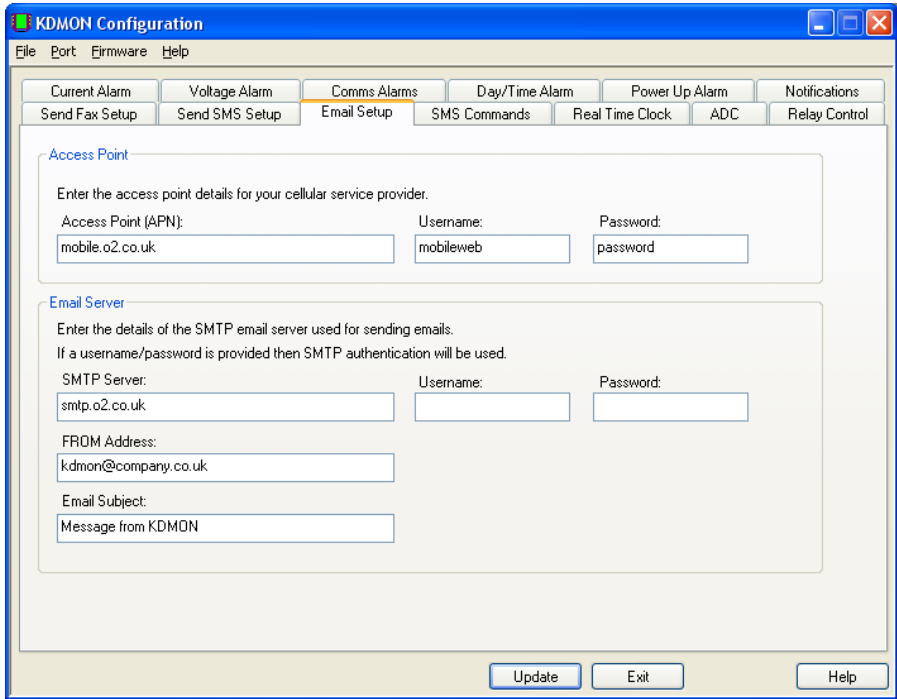 KDMON Configuration
File Port Firmware Help
Current Alarm Voltage Alarm Comms Alarms Day/Time Alarm Power Up Alarm Notifications
Send Fax Setup Send SMS Setup Email Setup SMS Commands Real Time Clock ADC Relay Control
Access Point
Enter the access point details for your cellular service provider.
Access Point (APN): Username: Password:
mobile.o2.co.uk mobileweb password
Email Server
Enter the details of the SMTP email server used for sending emails.
If a username/password is provided then SMTP authentication will be used.
SMTP Server: Username: Password:
smtp.o2.co.uk
FROM Address:
kdmon@company.co.uk
Email Subject:
Message from KDMON
Update Exit Help